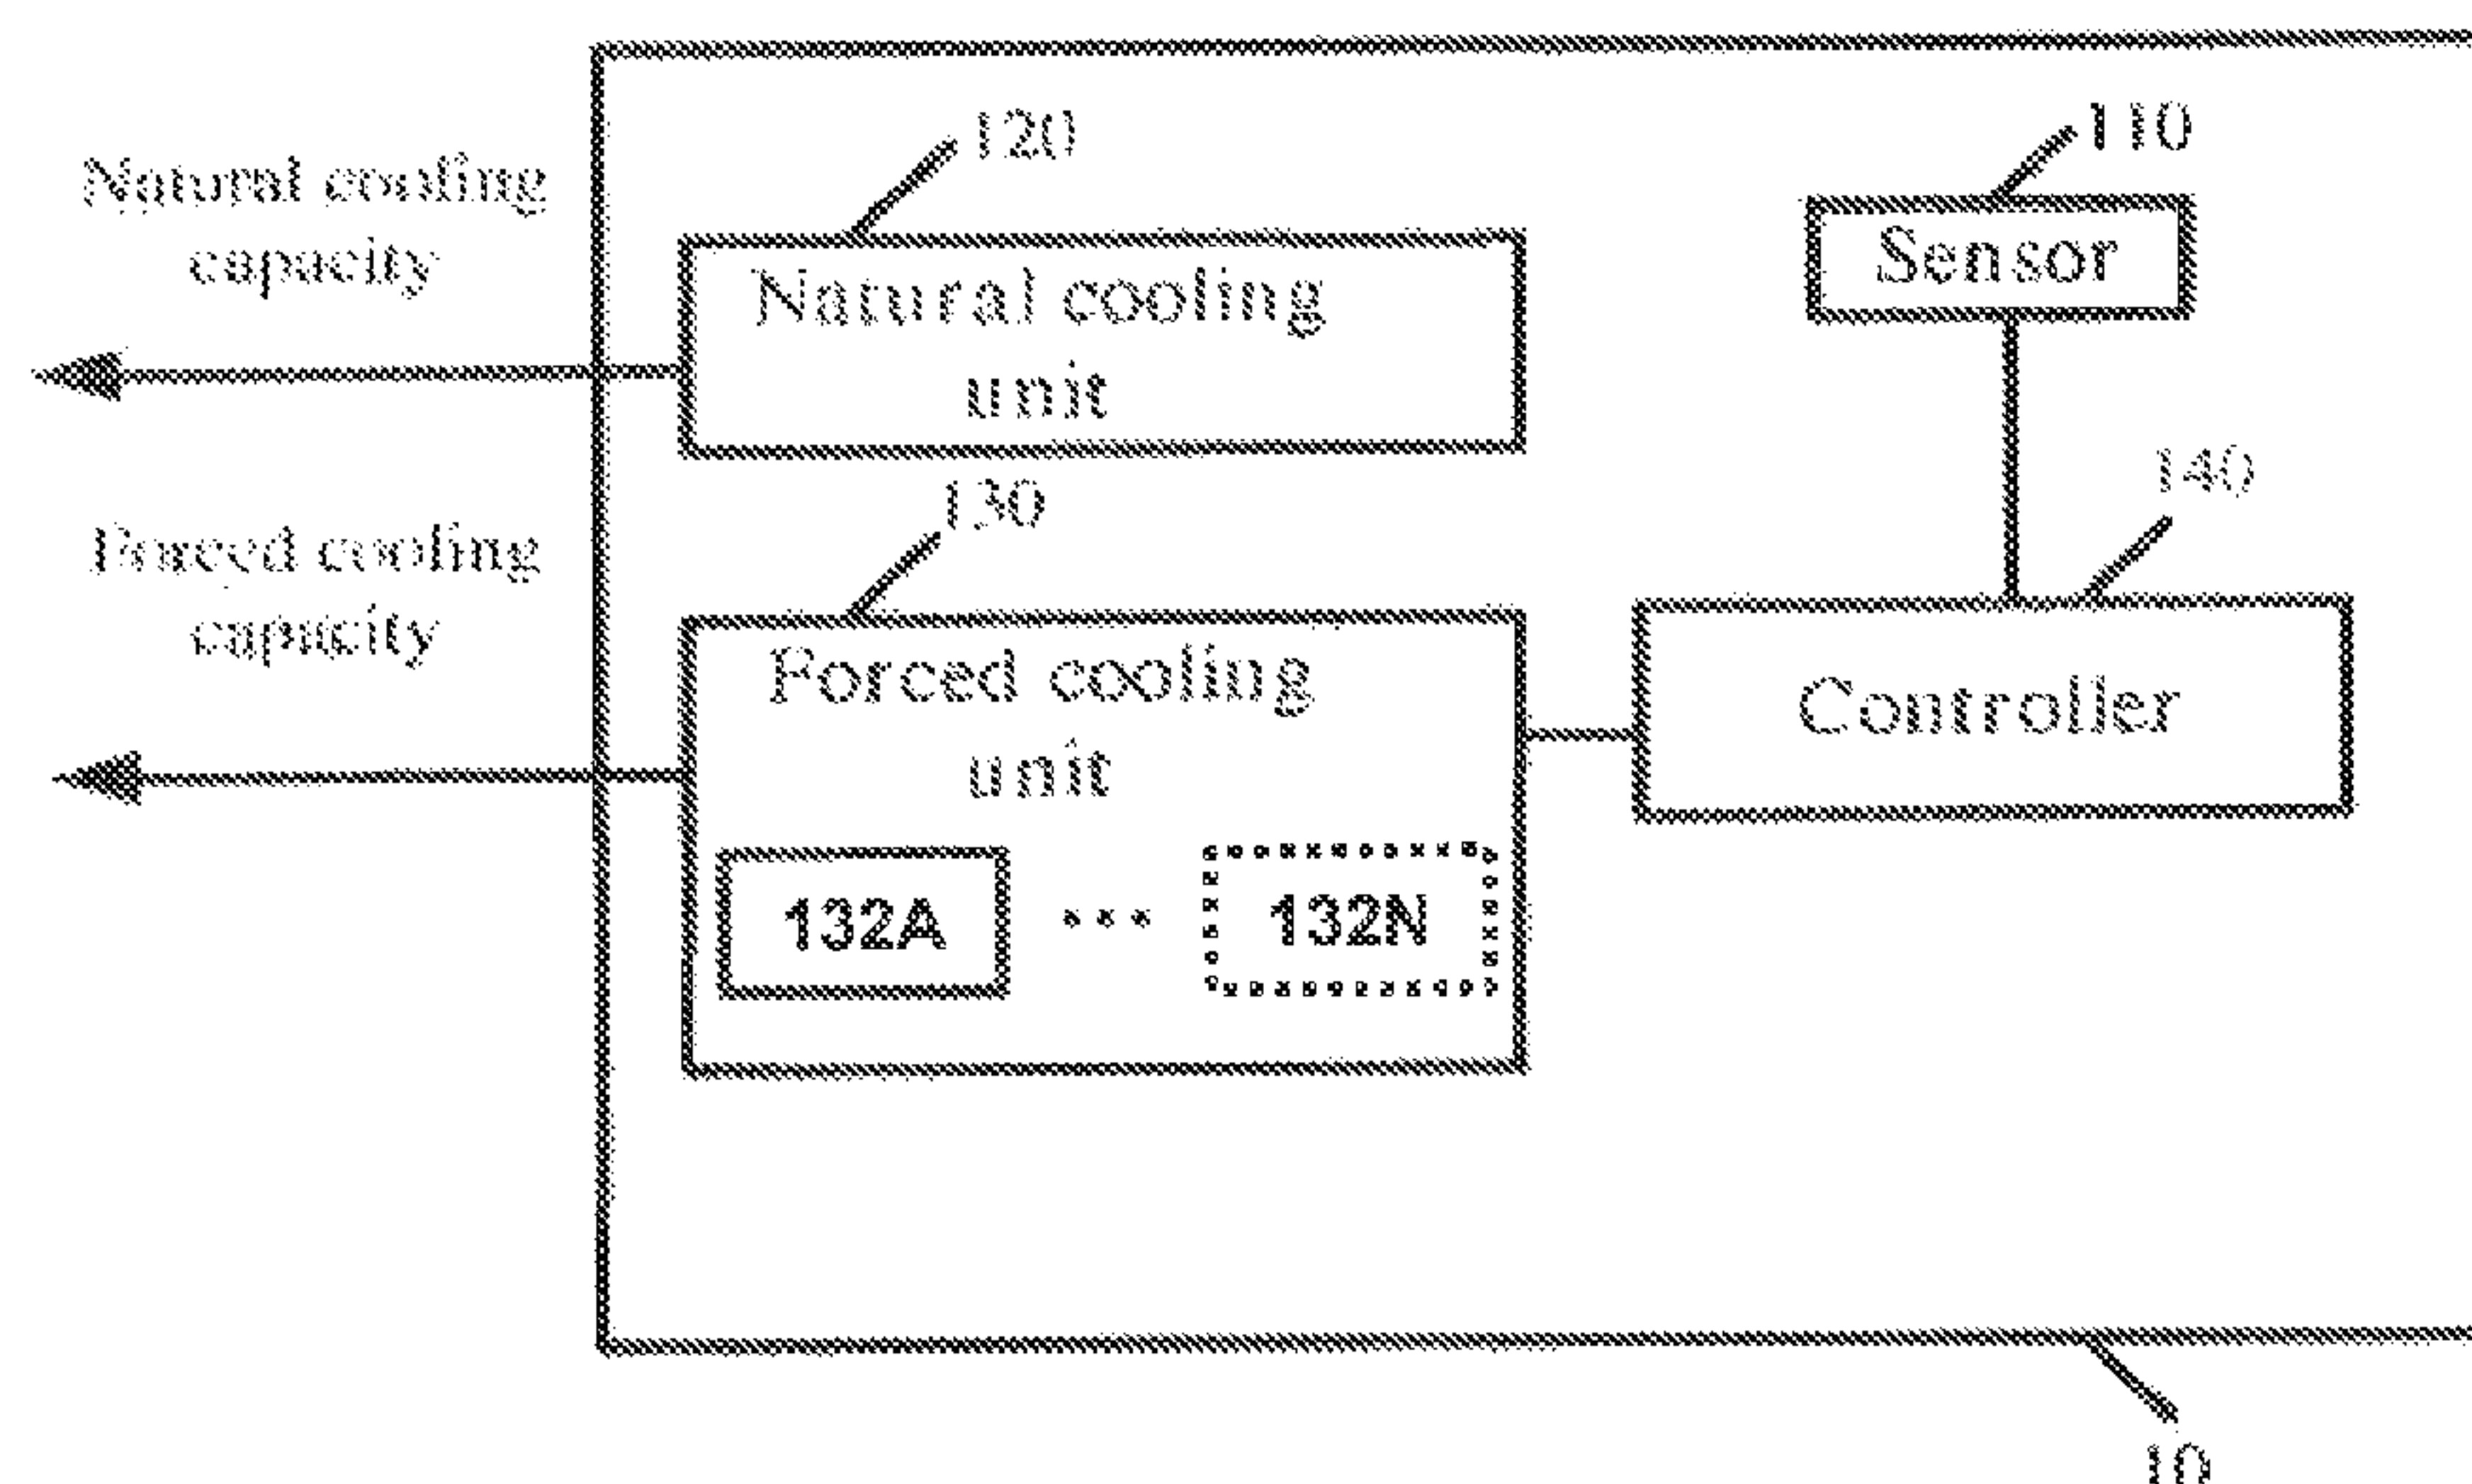 120
110
Natural cooling
capacity
Natural cooling
unit
Sensor
130
140
Forced cooling
capacity
Forced cooling
unit
Controller
132A ... 132N
10